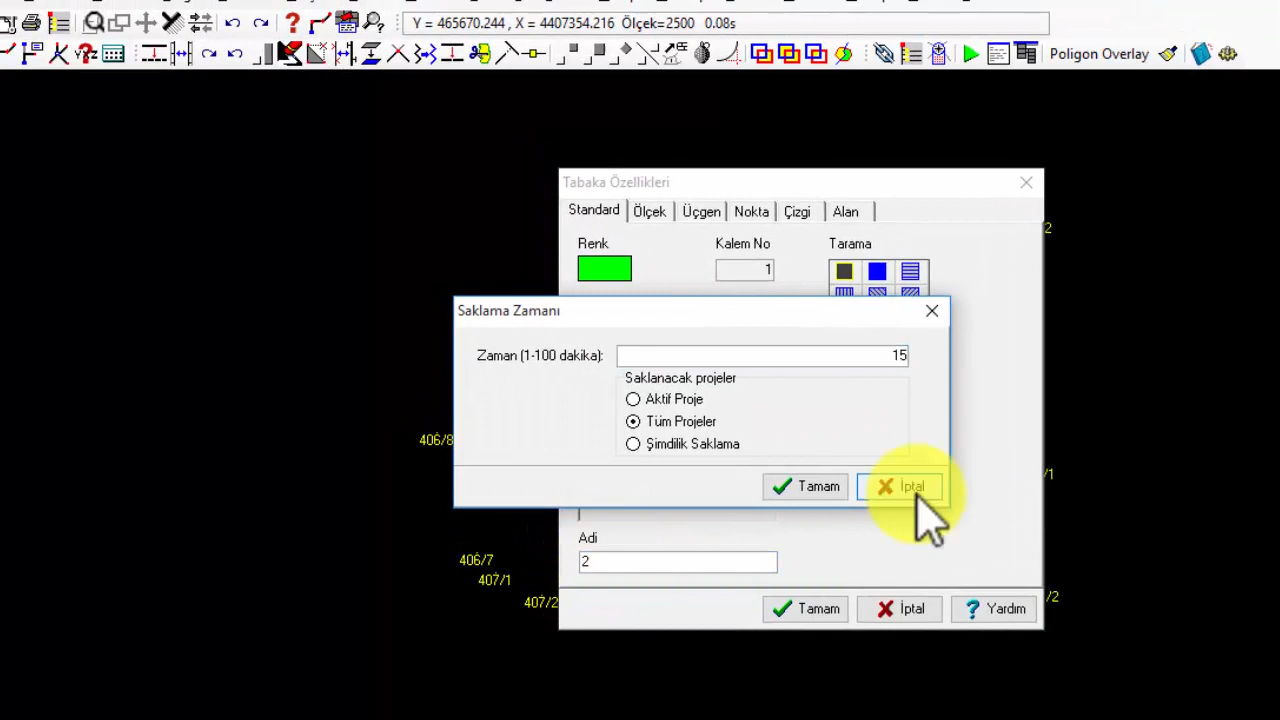 Y = 465670.244 , X = 4407354.216 Ölçek=2500 0.08s
Poligon Overlay
Tabaka Özellikleri
Standard Ölçek Üçgen Nokta Çizgi Alan
Renk Kalem No Tarama
1
Saklama Zamanı
Zaman (1-100 dakika): 15
Saklanacak projeler
Aktif Proje
Tüm Projeler
Şimdilik Saklama
Tamam İptal
Adi
2
Tamam İptal Yardım
2
406/8
/1
406/7
407/1
407/2
/2